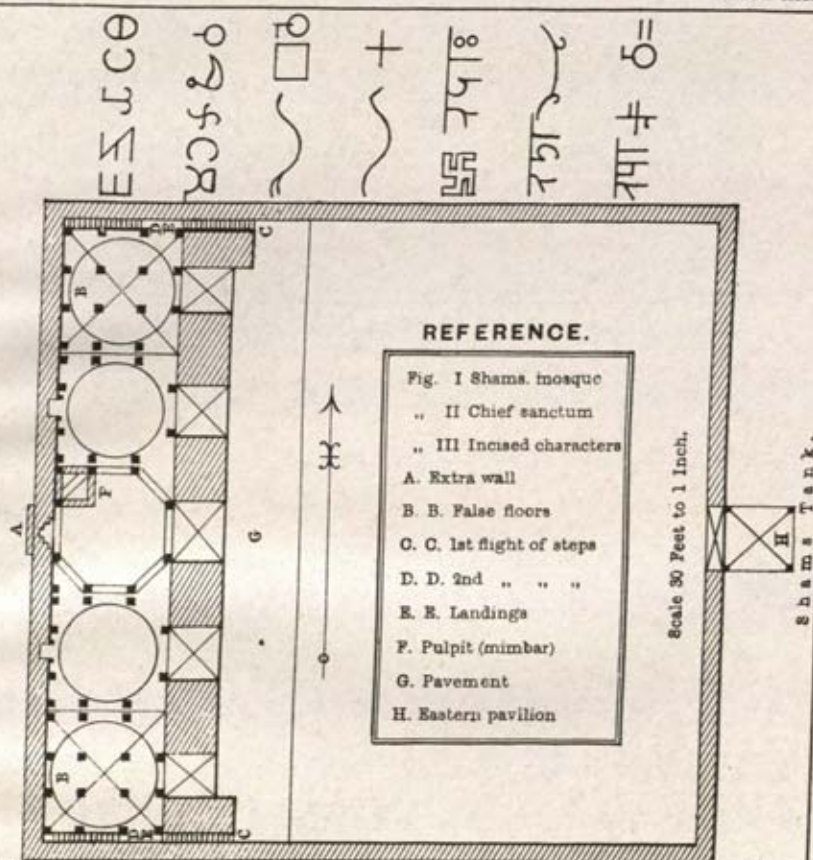 REFERENCE.
Fig. I Shams. mosque
„ II Chief sanctum
„ III Incised characters
A. Extra wall
B. B. False floors
C. C. 1st flight of steps
D. D. 2nd „ „ „
E. E. Landings
F. Pulpit (mimbar)
G. Pavement
H. Eastern pavilion
Scale 30 Feet to 1 Inch.
Shams Tank.
A
B
B
C
C
D
E
D
E
F
G
H